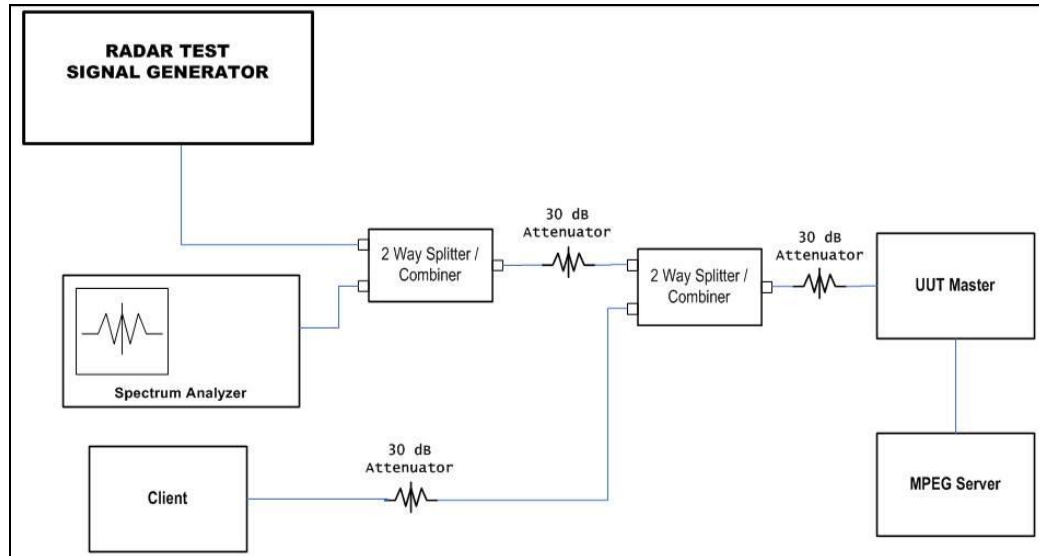 RADAR TEST
SIGNAL GENERATOR
30 dB
Attenuator
30 dB
Attenuator
2 Way Splitter /
Combiner
2 Way Splitter /
Combiner
UUT Master
Spectrum Analyzer
30 dB
Attenuator
Client
MPEG Server